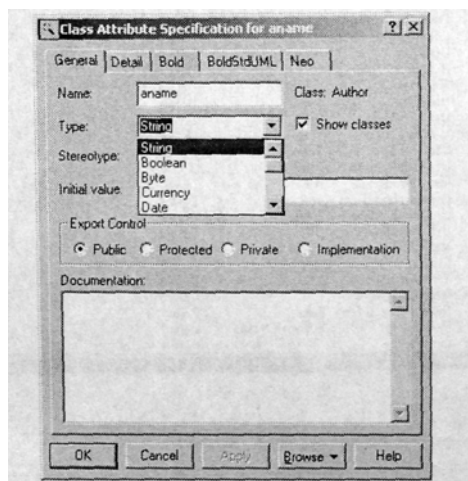 Class Attribute Specification for aname
General Detail Bold BoldStdUML Neo
Name: aname Class: Author
Type: String Show classes
Stereotype: String
Boolean
Byte
Initial value: Currency
Date
Export Control
Public Protected Private Implementation
Documentation:
OK Cancel Apply Browse Help